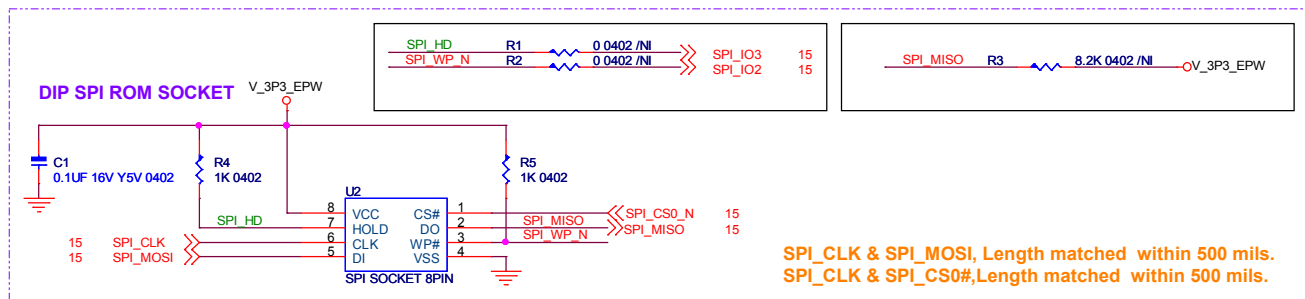 SPI_HD R1 0 0402 /NI SPI_IO3 15
SPI_WP_N R2 0 0402 /NI SPI_IO2 15
SPI_MISO R3 8.2K 0402 /NI V_3P3_EPW
DIP SPI ROM SOCKET V_3P3_EPW
C1
0.1UF 16V Y5V 0402
R4
1K 0402
R5
1K 0402
U2
8 VCC CS# 1 SPI_CS0_N 15
SPI_HD 7 HOLD DO 2 SPI_MISO SPI_MISO 15
15 SPI_CLK 6 CLK WP# 3 SPI_WP_N
15 SPI_MOSI 5 DI VSS 4
SPI SOCKET 8PIN
SPI_CLK & SPI_MOSI, Length matched within 500 mils.
SPI_CLK & SPI_CS0#,Length matched within 500 mils.